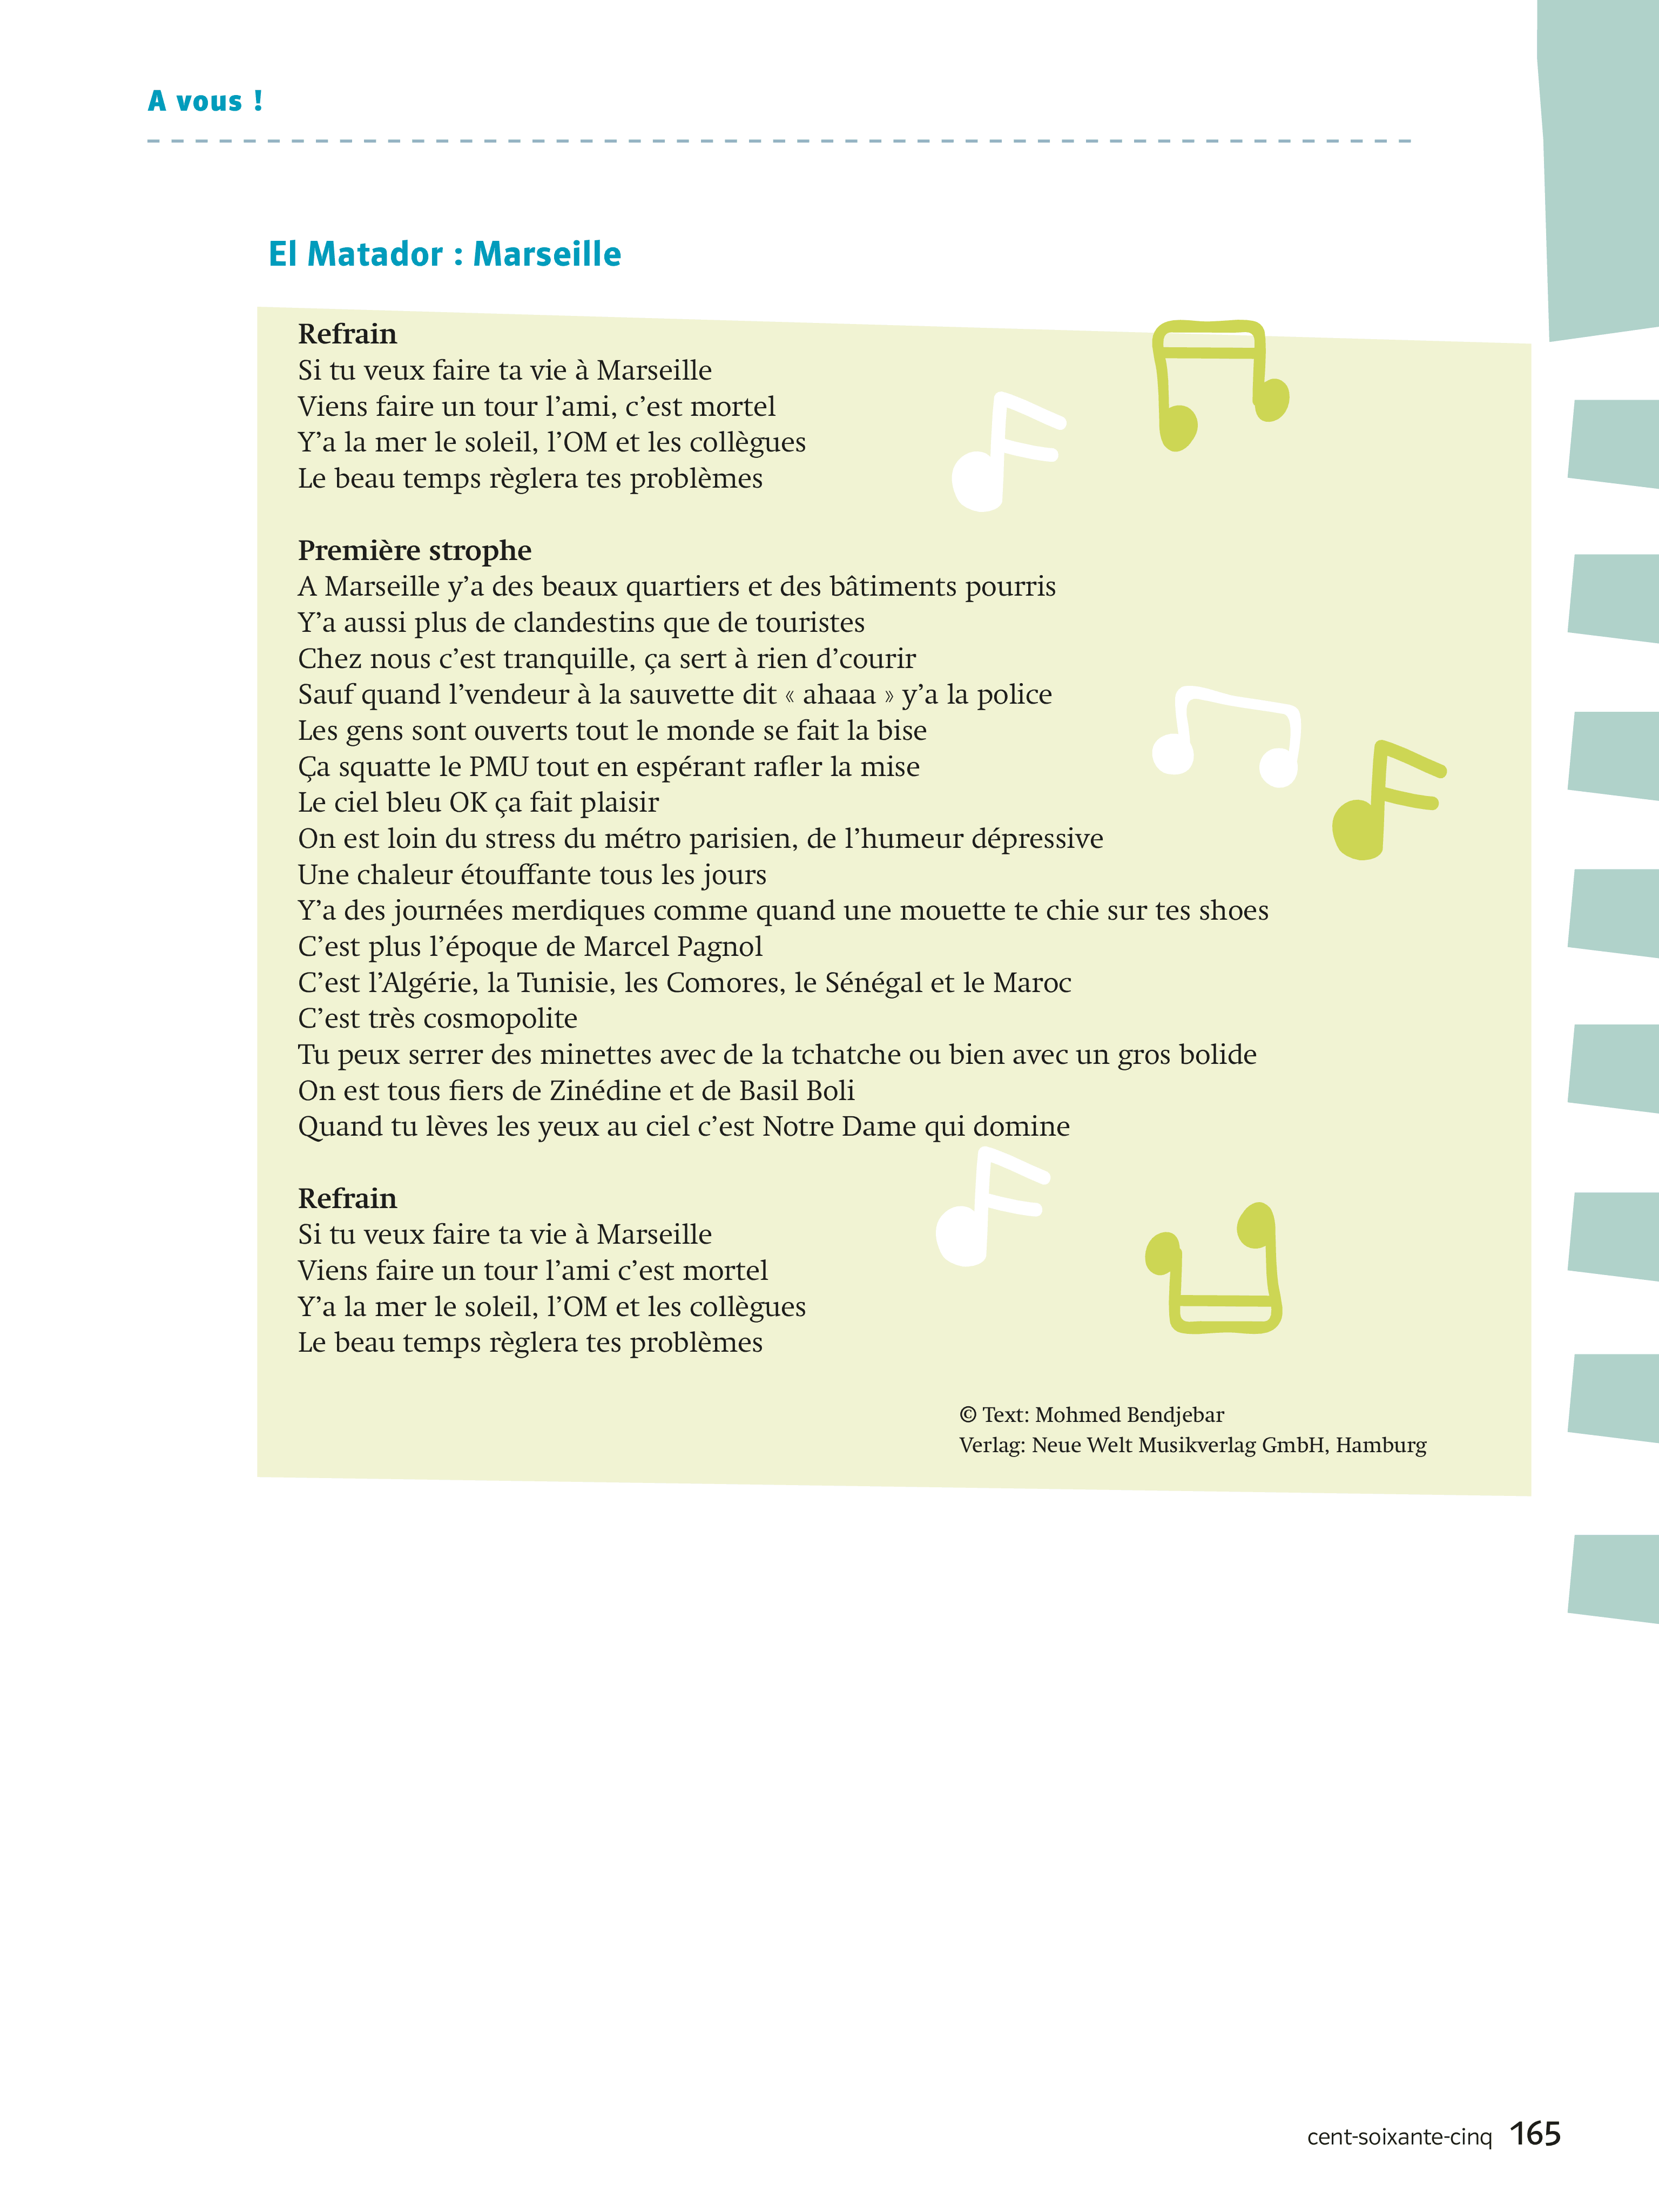 A vous !
El Matador : Marseille
Refrain
Si tu veux faire ta vie à Marseille
Viens faire un tour l’ami, c’est mortel
Y’a la mer le soleil, l’OM et les collègues
Le beau temps règlera tes problèmes
Première strophe
A Marseille y’a des beaux quartiers et des bâtiments pourris
Y’a aussi plus de clandestins que de touristes
Chez nous c’est tranquille, ça sert à rien d’courir
Sauf quand l’vendeur à la sauvette dit « ahaaa » y’a la police
Les gens sont ouverts tout le monde se fait la bise
Ça squatte le PMU tout en espérant rafler la mise
Le ciel bleu OK ça fait plaisir
On est loin du stress du métro parisien, de l’humeur dépressive
Une chaleur étouffante tous les jours
Y’a des journées merdiques comme quand une mouette te chie sur tes shoes
C’est plus l’époque de Marcel Pagnol
C’est l’Algérie, la Tunisie, les Comores, le Sénégal et le Maroc
C’est très cosmopolite
Tu peux serrer des minettes avec de la tchatche ou bien avec un gros bolide
On est tous fiers de Zinédine et de Basil Boli
Quand tu lèves les yeux au ciel c’est Notre Dame qui domine
Refrain
Si tu veux faire ta vie à Marseille
Viens faire un tour l’ami c’est mortel
Y’a la mer le soleil, l’OM et les collègues
Le beau temps règlera tes problèmes
© Text: Mohmed Bendjebar
Verlag: Neue Welt Musikverlag GmbH, Hamburg
cent-soixante-cinq 165